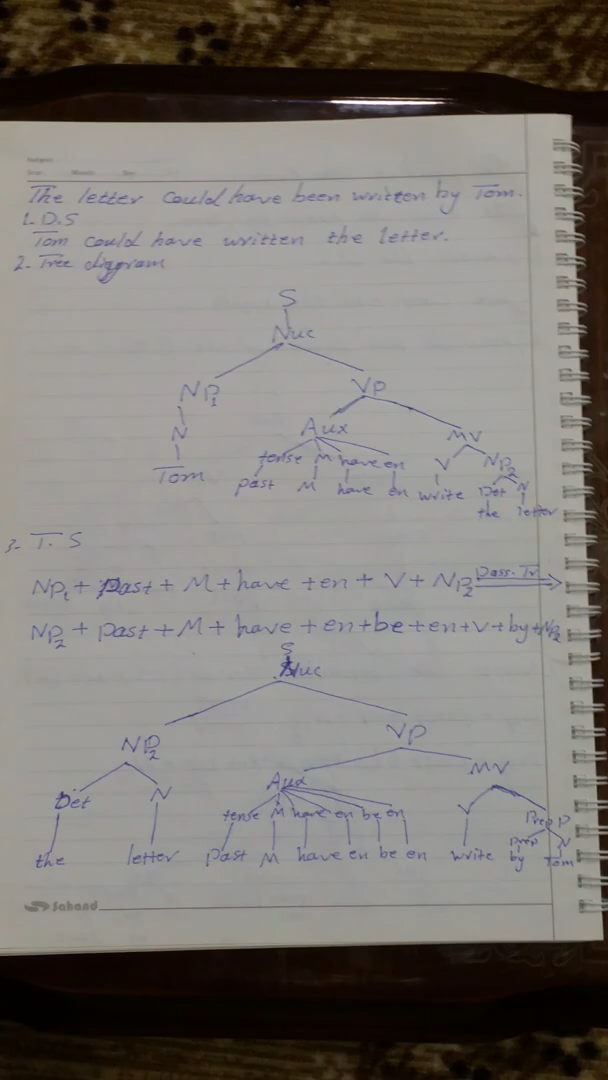 The letter could have been written by Tom.
1. D.S
Tom could have written the letter.
2. Tree diagram
S
Nuc
NP1 VP
N Aux MV
Tom tense M have en V NP2
past M have en write Det N
the letter
3. T.S
NP1 + past + M + have + en + V + NP2 Pass. Tr.
NP2 + past + M + have + en + be + en + V + by +
S
Nuc
NP2 VP
Det N Aux MV
tense M have en be en V Prep P
Prep N
the letter past M have en be en write by Tom
Sahand